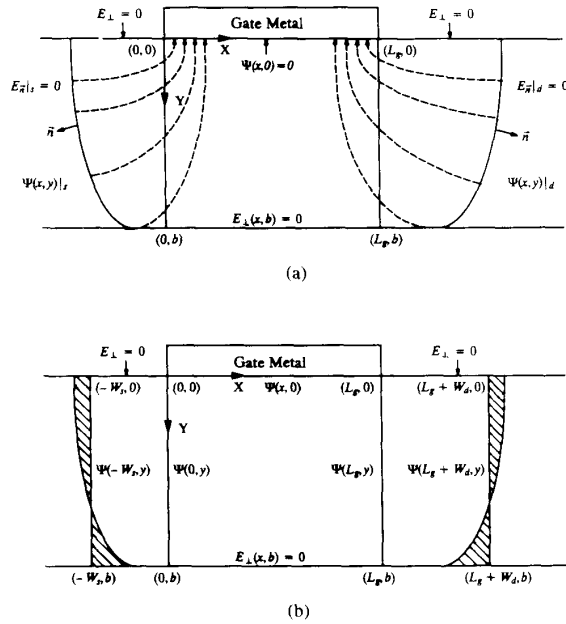 E⊥ = 0
Gate Metal
E⊥ = 0
(0, 0)
X
Ψ(x,0)=0
(Lg, 0)
En⃗|s = 0
En⃗|d = 0
Y
n⃗
n⃗
Ψ(x,y)|s
Ψ(x,y)|d
E⊥(x,b) = 0
(0, b)
(Lg, b)
(a)
E⊥ = 0
Gate Metal
E⊥ = 0
(− Ws, 0)
(0, 0)
X
Ψ(x, 0)
(Lg, 0)
(Lg + Wd, 0)
Y
Ψ(− Ws, y)
Ψ(0, y)
Ψ(Lg, y)
Ψ(Lg + Wd, y)
E⊥(x, b) = 0
(− Ws, b)
(0, b)
(Lg, b)
(Lg + Wd, b)
(b)